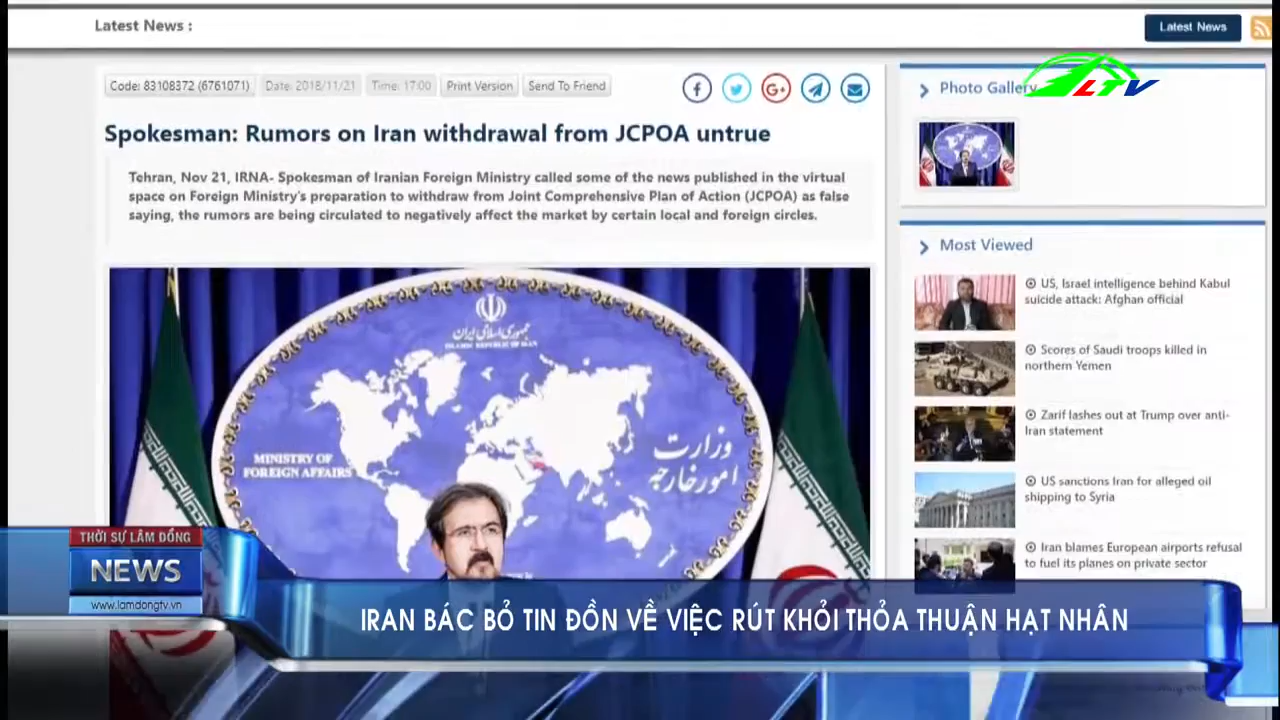 Latest News :
Latest News
Code: 83108372 (6761071)
Date: 2018/11/21
Time: 17:00
Print Version
Send To Friend
Photo Gallery
LTV
Spokesman: Rumors on Iran withdrawal from JCPOA untrue
Tehran, Nov 21, IRNA- Spokesman of Iranian Foreign Ministry called some of the news published in the virtual
space on Foreign Ministry's preparation to withdraw from Joint Comprehensive Plan of Action (JCPOA) as false
saying, the rumors are being circulated to negatively affect the market by certain local and foreign circles.
Most Viewed
US, Israel intelligence behind Kabul
suicide attack: Afghan official
Scores of Saudi troops killed in
northern Yemen
Zarif lashes out at Trump over anti-
Iran statement
US sanctions Iran for alleged oil
shipping to Syria
Iran blames European airports refusal
to fuel its planes on private sector
جمهوری اسلامی ایران
ISLAMIC REPUBLIC OF IRAN
MINISTRY OF
FOREIGN AFFAIRS
وزارت
امور خارجه
THỜI SỰ LÂM ĐỒNG
NEWS
www.lamdongtv.vn
IRAN BÁC BỎ TIN ĐỒN VỀ VIỆC RÚT KHỎI THỎA THUẬN HẠT NHÂN